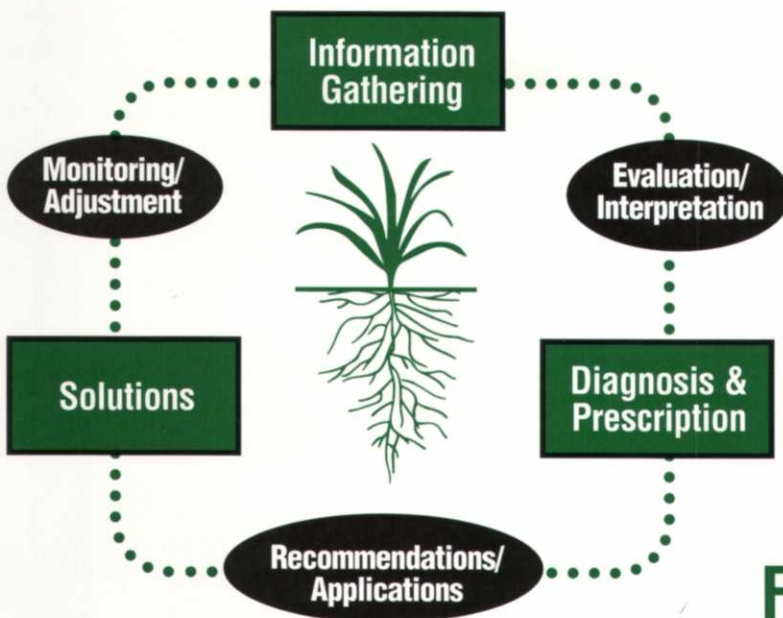 Information
Gathering
Monitoring/
Adjustment
Evaluation/
Interpretation
Solutions
Diagnosis &
Prescription
Recommendations/
Applications